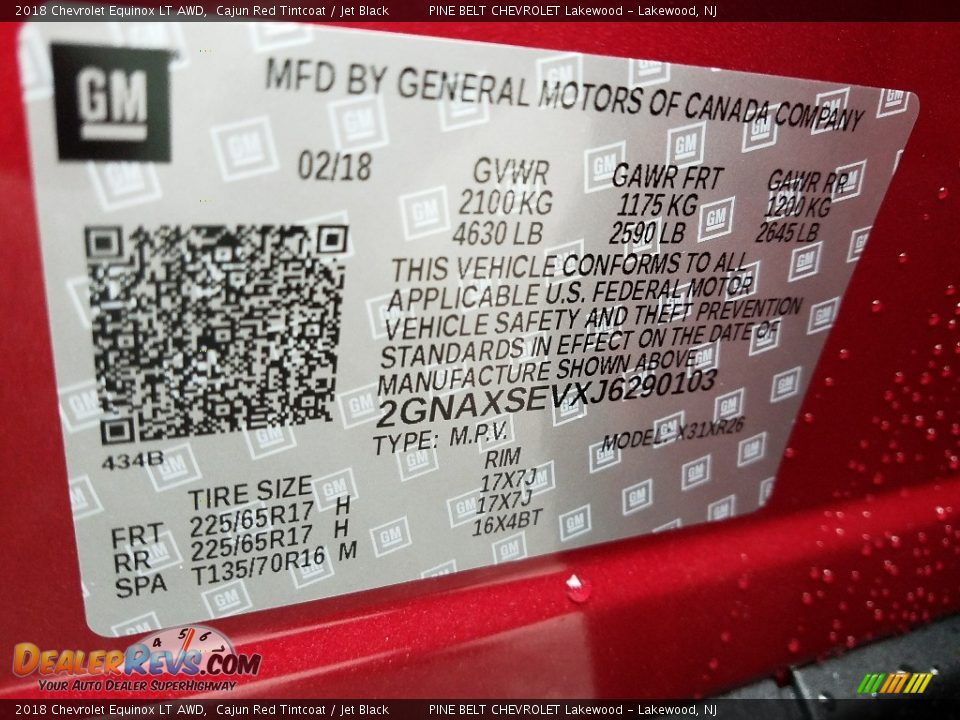 2018 Chevrolet Equinox LT AWD, Cajun Red Tintcoat / Jet Black PINE BELT CHEVROLET Lakewood - Lakewood, NJ
GM
MFD BY GENERAL MOTORS OF CANADA COMPANY
02/18 GVWR GAWR FRT GAWR RR
2100 KG 1175 KG 1200 KG
4630 LB 2590 LB 2645 LB
THIS VEHICLE CONFORMS TO ALL
APPLICABLE U.S. FEDERAL MOTOR
VEHICLE SAFETY AND THEFT PREVENTION
STANDARDS IN EFFECT ON THE DATE OF
MANUFACTURE SHOWN ABOVE.
2GNAXSEVXJ6290103
TYPE: M.P.V. MODEL: X31XR26
434B
TIRE SIZE RIM
FRT 225/65R17 H 17X7J
RR 225/65R17 H 17X7J
SPA T135/70R16 M 16X4BT
4 5 6
DEALERREVS.COM
YOUR AUTO DEALER SUPERHIGHWAY
2018 Chevrolet Equinox LT AWD, Cajun Red Tintcoat / Jet Black PINE BELT CHEVROLET Lakewood - Lakewood, NJ